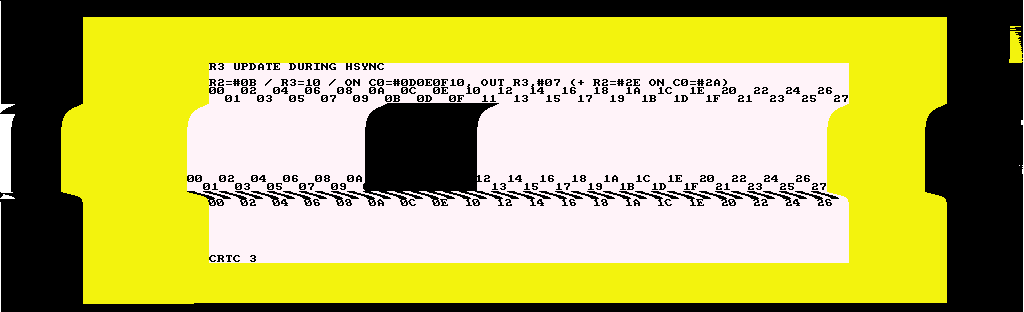 R3 UPDATE DURING HSYNC
R2=#0B / R3=10 / ON C0=#0D0E0F10, OUT R3,#07 (+ R2=#2E ON C0=#2A)
00 02 04 06 08 0A 0C 0E 10 12 14 16 18 1A 1C 1E 20 22 24 26
01 03 05 07 09 0B 0D 0F 11 13 15 17 19 1B 1D 1F 21 23 25 27
00 02 04 06 08 0A 12 14 16 18 1A 1C 1E 20 22 24 26
01 03 05 07 09 13 15 17 19 1B 1D 1F 21 23 25 27
00 02 04 06 08 0A 0C 0E 10 12 14 16 18 1A 1C 1E 20 22 24 26
CRTC 3